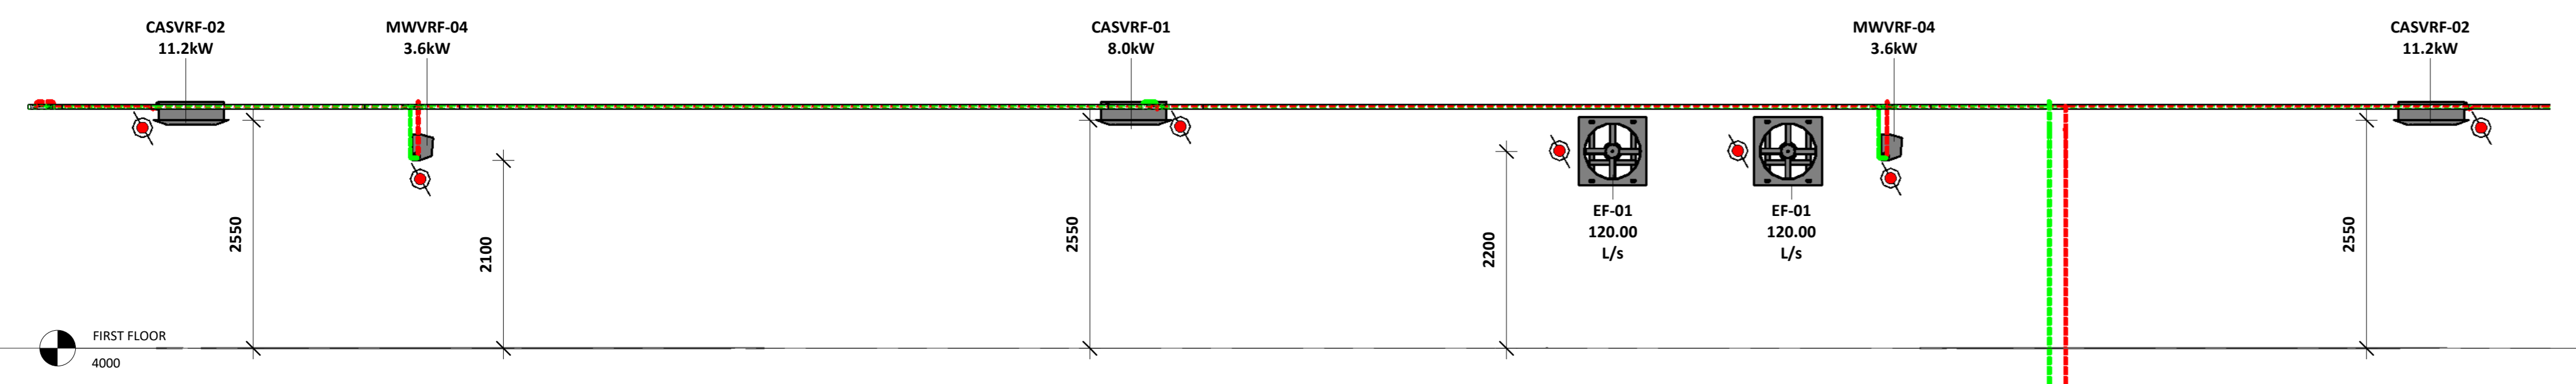 CASVRF-02
11.2kW
MWVRF-04
3.6kW
CASVRF-01
8.0kW
MWVRF-04
3.6kW
CASVRF-02
11.2kW
2550
2100
2550
2200
EF-01
120.00
L/s
EF-01
120.00
L/s
2550
FIRST FLOOR
4000